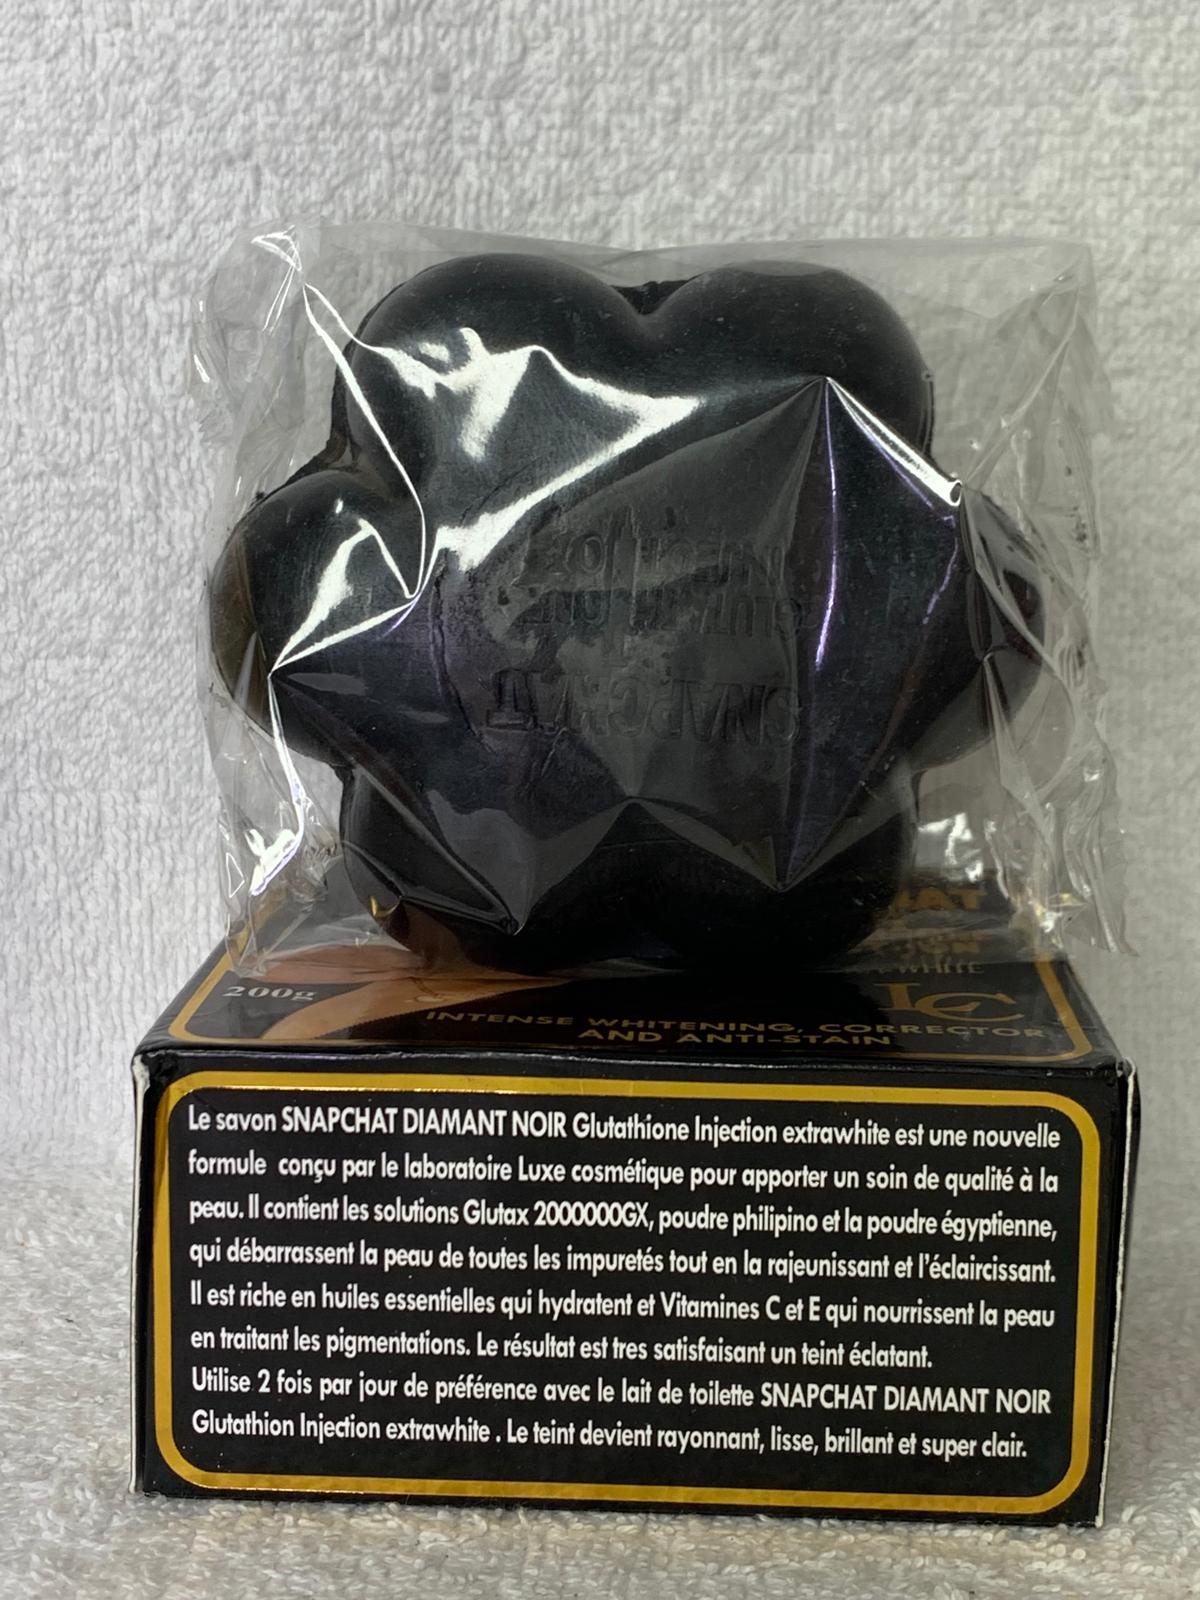 SNAPCHAT
200g
WHITE
LC
INTENSE WHITENING, CORRECTOR
AND ANTI-STAIN
Le savon SNAPCHAT DIAMANT NOIR Glutathione Injection extrawhite est une nouvelle
formule conçu par le laboratoire Luxe cosmétique pour apporter un soin de qualité à la
peau. Il contient les solutions Glutax 2000000GX, poudre philipino et la poudre égyptienne,
qui débarrassent la peau de toutes les impuretés tout en la rajeunissant et l'éclaircissant.
Il est riche en huiles essentielles qui hydratent et Vitamines C et E qui nourrissent la peau
en traitant les pigmentations. Le résultat est tres satisfaisant un teint éclatant.
Utilise 2 fois par jour de préférence avec le lait de toilette SNAPCHAT DIAMANT NOIR
Glutathion Injection extrawhite . Le teint devient rayonnant, lisse, brillant et super clair.